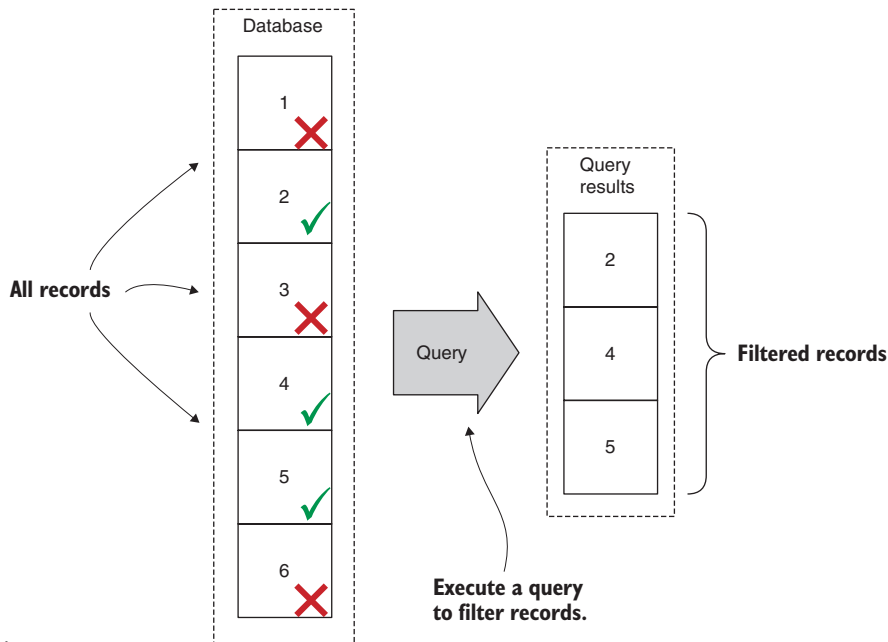 Database
1
2
3
4
5
6
All records
Query
Execute a query
to filter records.
Query
results
2
4
5
Filtered records